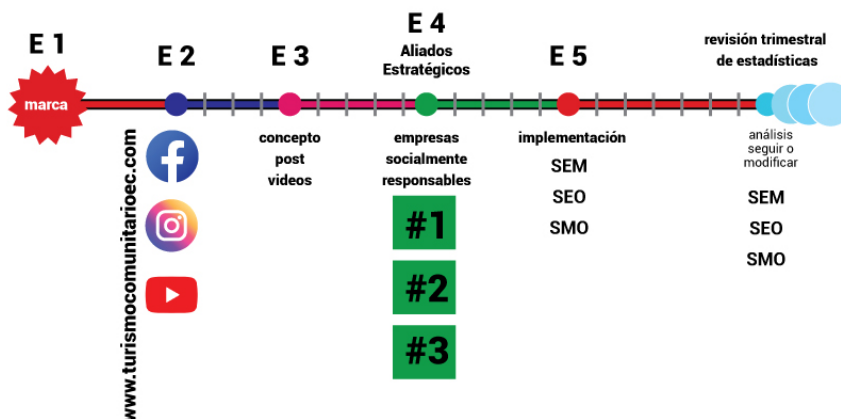 E 1
marca
E 2
www.turismocomunitarioec.com
E 3
concepto
post
videos
E 4
Aliados
Estratégicos
empresas
socialmente
responsables
#1
#2
#3
E 5
implementación
SEM
SEO
SMO
revisión trimestral
de estadísticas
análisis
seguir o
modificar
SEM
SEO
SMO